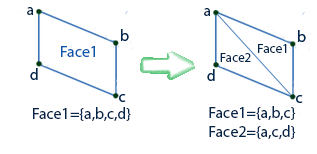 a
b
Face1
d
c
Face1={a,b,c,d}
a
b
Face1
Face2
d
c
Face1={a,b,c}
Face2={a,c,d}